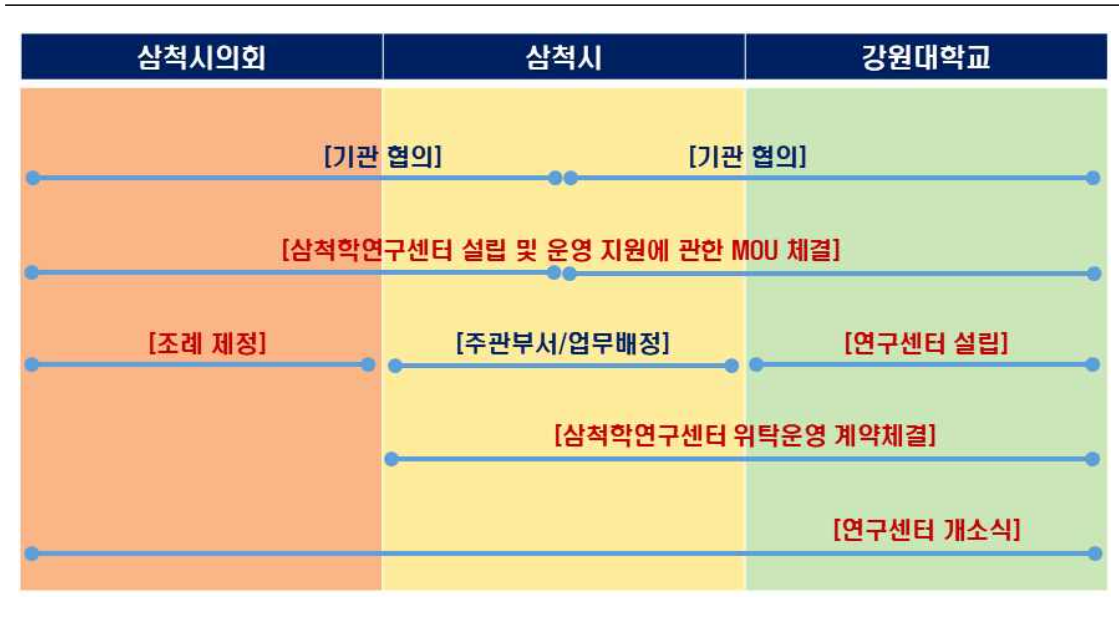 삼척시의회 삼척시 강원대학교
[기관 협의] [기관 협의]
[삼척학연구센터 설립 및 운영 지원에 관한 MOU 체결]
[조례 제정] [주관부서/업무배정] [연구센터 설립]
[삼척학연구센터 위탁운영 계약체결]
[연구센터 개소식]